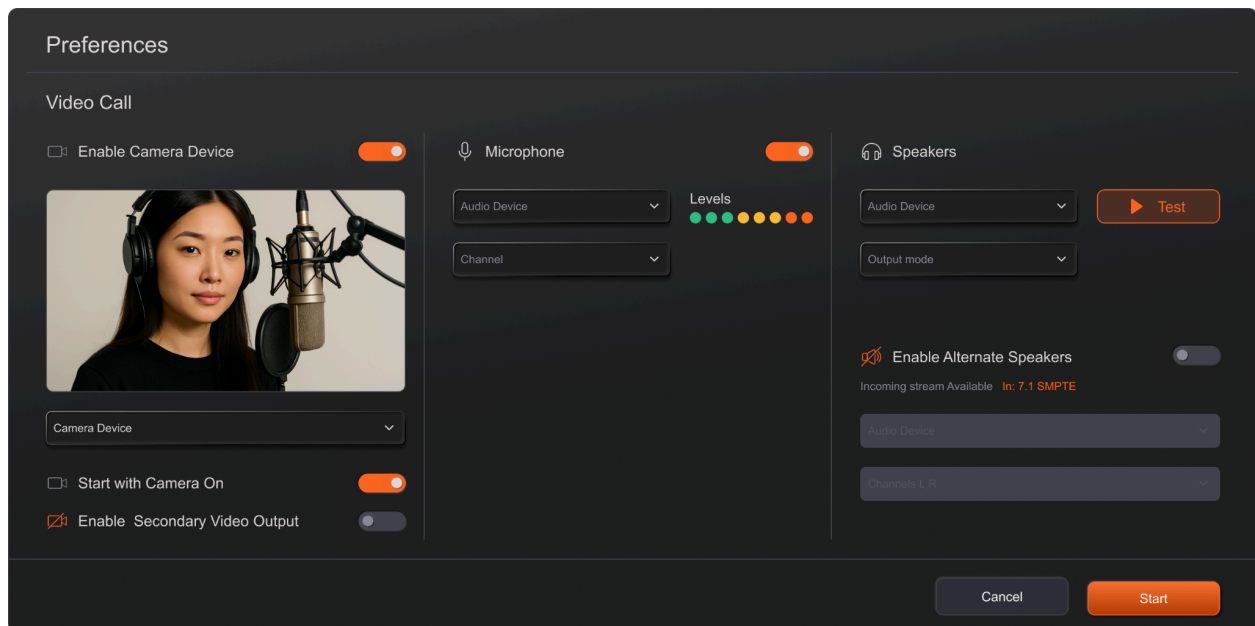 Preferences
Video Call
Enable Camera Device
Camera Device
Start with Camera On
Enable Secondary Video Output
Microphone
Audio Device
Levels
Channel
Speakers
Audio Device
Test
Output mode
Enable Alternate Speakers
Incoming stream Available In: 7.1 SMPTE
Audio Device
Channels L R
Cancel
Start